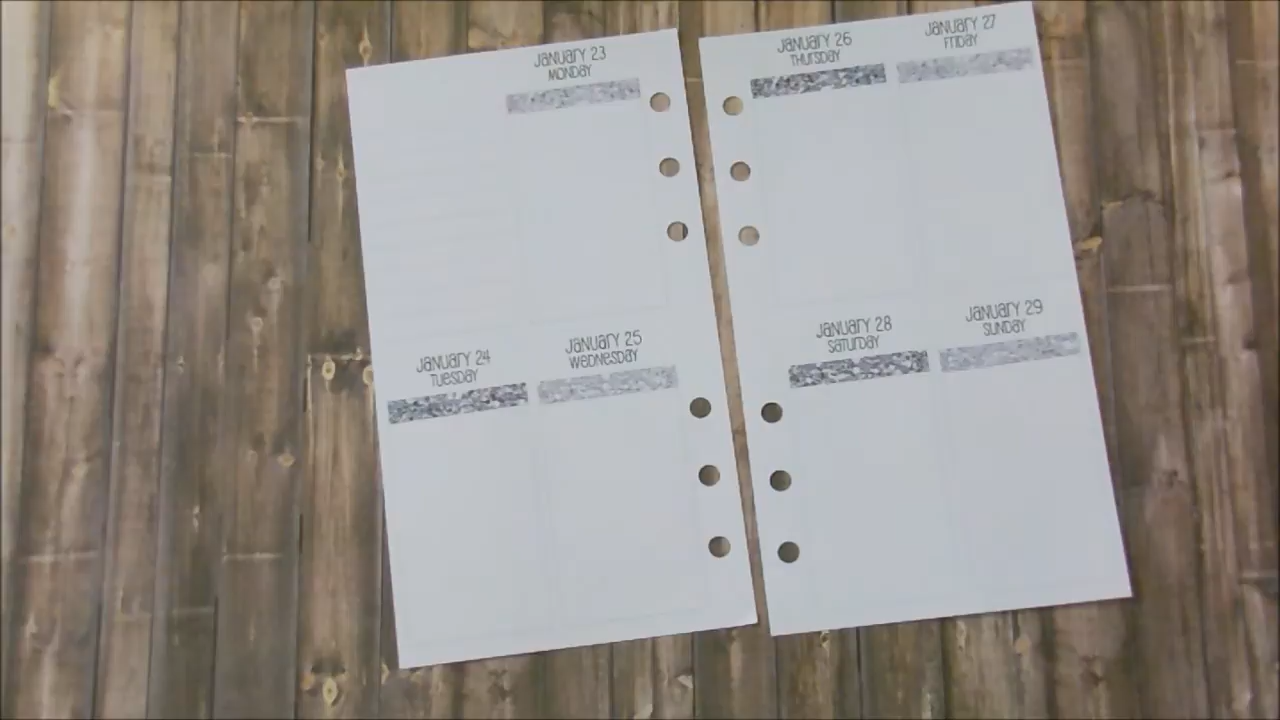 January 23
Monday
January 24
Tuesday
January 25
Wednesday
January 26
Thursday
January 27
Friday
January 28
Saturday
January 29
Sunday